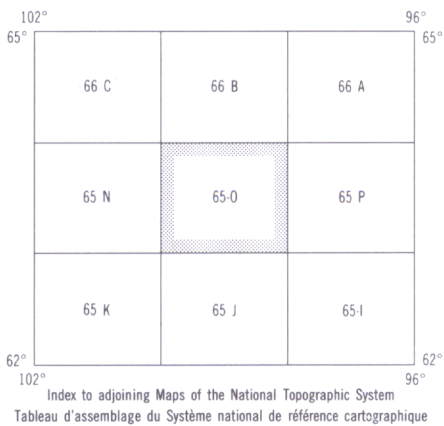 102° 96°
65° 65°
66 C 66 B 66 A
65 N 65-O 65 P
65 K 65 J 65-I
62° 62°
102° 96°
Index to adjoining Maps of the National Topographic System
Tableau d'assemblage du Système national de référence cartographique